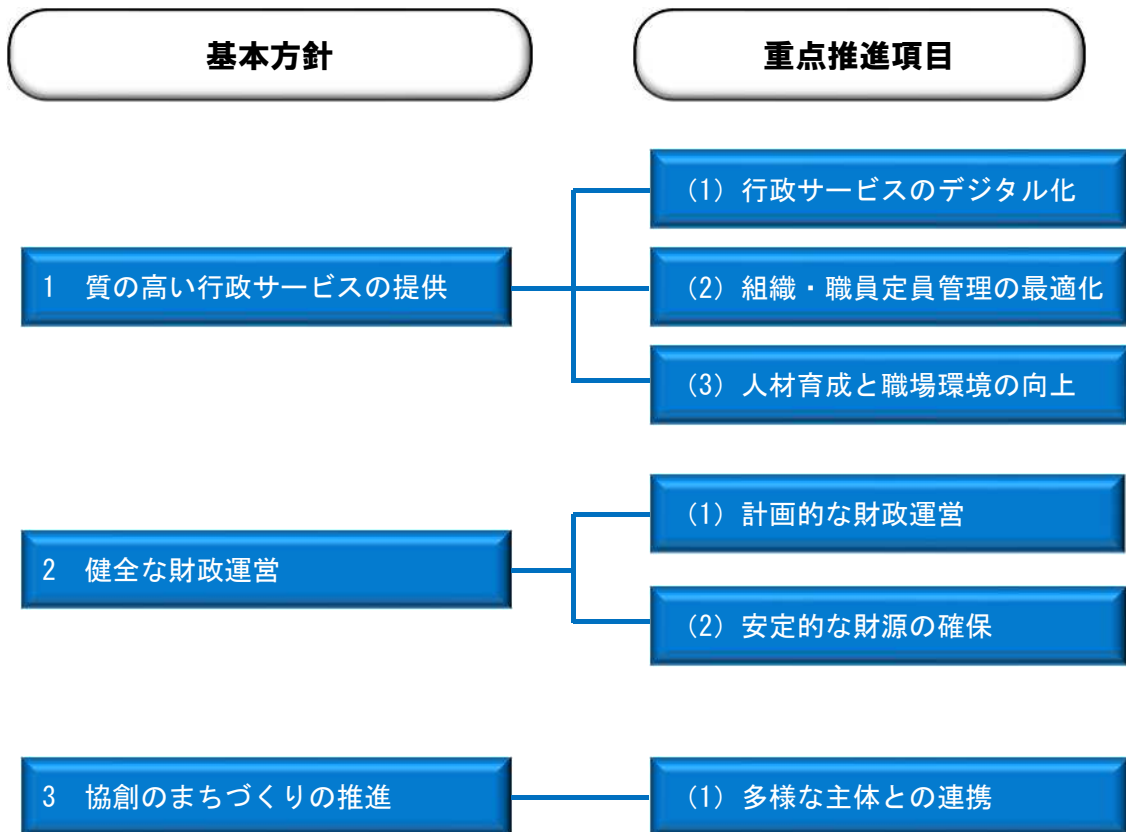 基本方針
重点推進項目
1　質の高い行政サービスの提供
(1) 行政サービスのデジタル化
(2) 組織・職員定員管理の最適化
(3) 人材育成と職場環境の向上
2　健全な財政運営
(1) 計画的な財政運営
(2) 安定的な財源の確保
3　協創のまちづくりの推進
(1) 多様な主体との連携